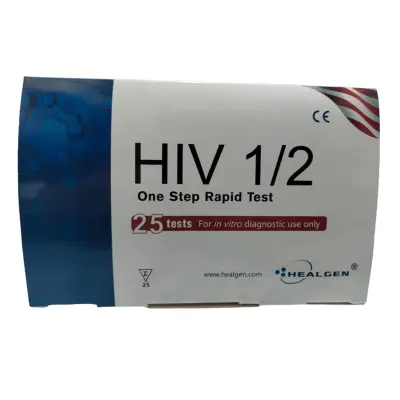 CE
HIV 1/2
One Step Rapid Test
25 tests For in vitro diagnostic use only
www.healgen.com
HEALGEN®
Σ
25